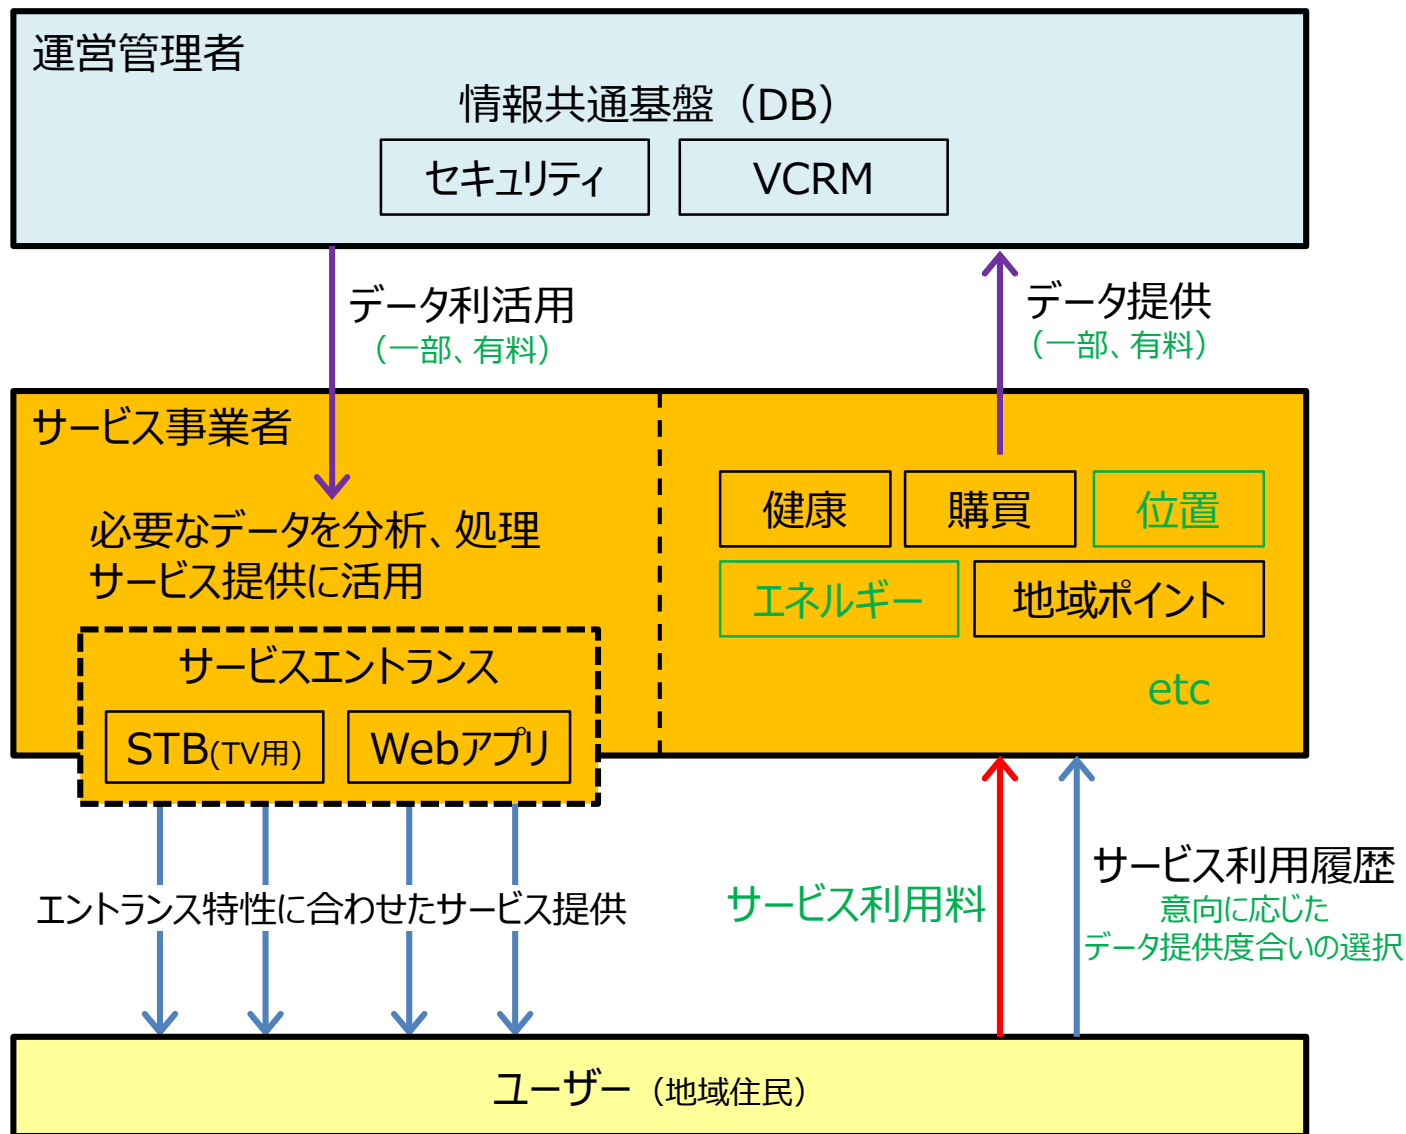 運営管理者
情報共通基盤（DB）
セキュリティ
VCRM
データ利活用
（一部、有料）
データ提供
（一部、有料）
サービス事業者
必要なデータを分析、処理
サービス提供に活用
サービスエントランス
STB(TV用)
Webアプリ
健康
購買
位置
エネルギー
地域ポイント
etc
エントランス特性に合わせたサービス提供
サービス利用料
サービス利用履歴
意向に応じた
データ提供度合いの選択
ユーザー（地域住民）